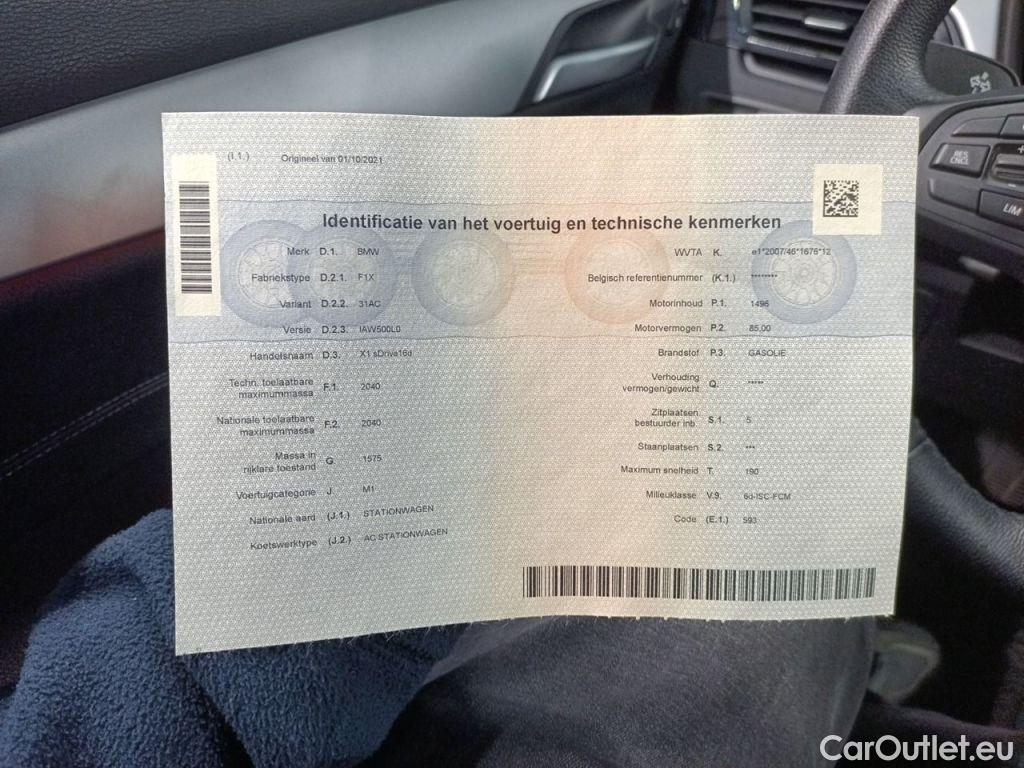 (I.1.) Origineel van 01/10/2021
Identificatie van het voertuig en technische kenmerken
Merk D.1. BMW
Fabriekstype D.2.1. F1X
Variant D.2.2. 31AC
Versie D.2.3. IAW500L0
Handelsnaam D.3. X1 sDrive16d
Techn. toelaatbare
maximummassa F.1. 2040
Nationale toelaatbare
maximummassa F.2. 2040
Massa in
rijklare toestand G. 1575
Voertuigcategorie J. M1
Nationale aard (J.1.) STATIONWAGEN
Koetswerktype (J.2.) AC STATIONWAGEN
WVTA K. e1*2007/46*1676*12
Belgisch referentienummer (K.1.) ********
Motorinhoud P.1. 1496
Motorvermogen P.2. 85,00
Brandstof P.3. GASOLIE
Verhouding
vermogen/gewicht Q. *****
Zitplaatsen
bestuurder inb. S.1. 5
Staanplaatsen S.2. ***
Maximum snelheid T. 190
Milieuklasse V.9. 6d-ISC-FCM
Code (E.1.) 593
RES
CNCL
LIM
CarOutlet.eu